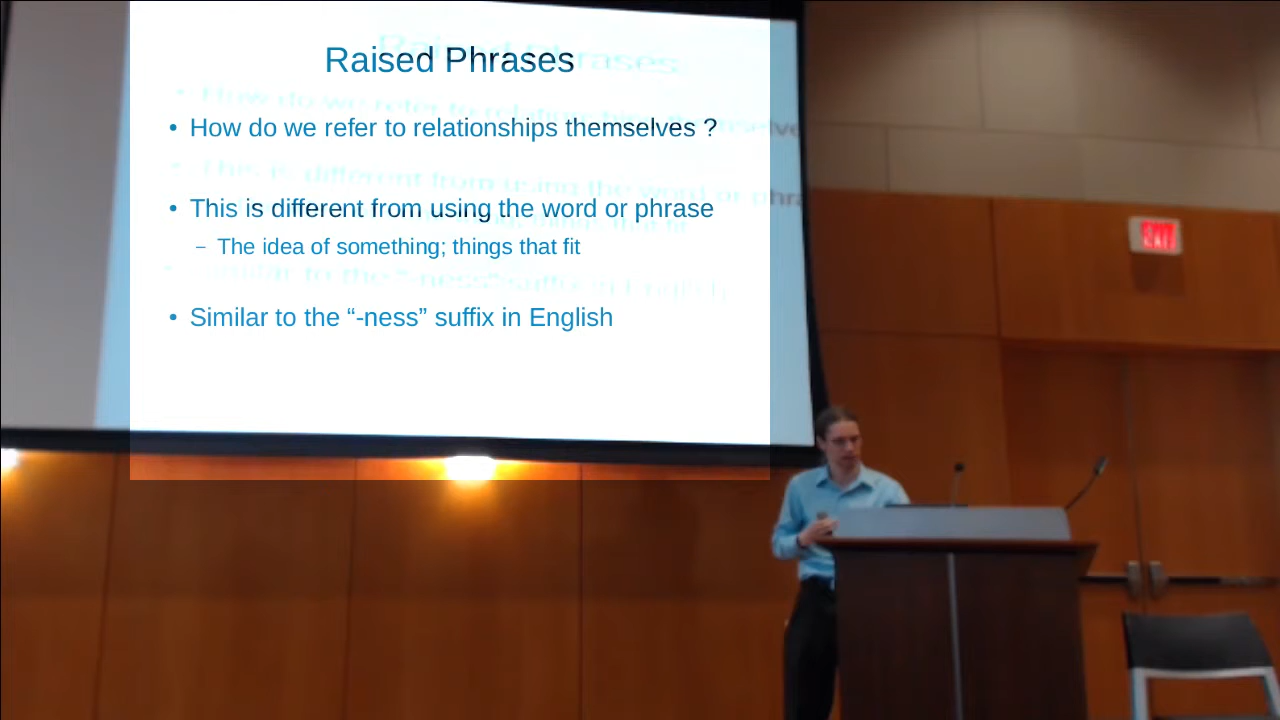 Raised Phrases
• How do we refer to relationships themselves ?
• This is different from using the word or phrase
– The idea of something; things that fit
• Similar to the “-ness” suffix in English
EXIT